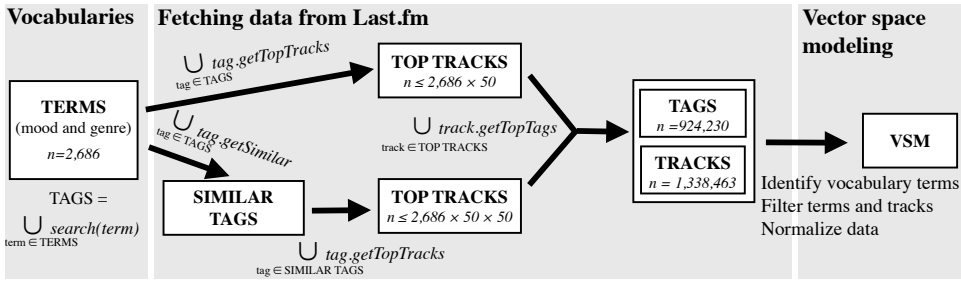 Vocabularies
TERMS
(mood and genre)
n=2,686
TAGS =
⋃ search(term)
term ∈ TERMS
Fetching data from Last.fm
⋃ tag.getTopTracks
tag ∈ TAGS
⋃ tag.getSimilar
tag ∈ TAGS
SIMILAR
TAGS
TOP TRACKS
n ≤ 2,686 × 50
⋃ track.getTopTags
track ∈ TOP TRACKS
TOP TRACKS
n ≤ 2,686 × 50 × 50
⋃ tag.getTopTracks
tag ∈ SIMILAR TAGS
TAGS
n =924,230
TRACKS
n = 1,338,463
Vector space
modeling
VSM
Identify vocabulary terms
Filter terms and tracks
Normalize data